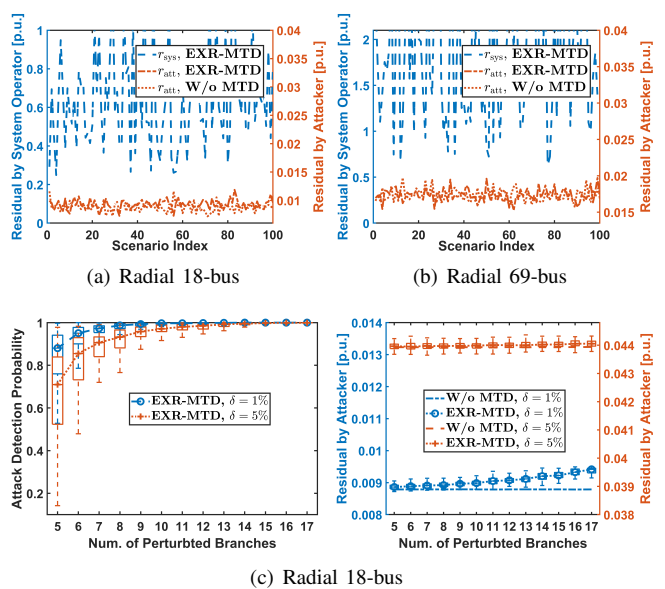 1
0.8
0.6
0.4
0.2
0
Residual by System Operator [p.u.]
r_sys, EXR-MTD
r_att, EXR-MTD
r_att, W/o MTD
0.04
0.035
0.03
0.025
0.02
0.015
0.01
Residual by Attacker [p.u.]
0 20 40 60 80 100
Scenario Index
(a) Radial 18-bus
2
1.5
1
0.5
0
Residual by System Operator [p.u.]
r_sys, EXR-MTD
r_att, EXR-MTD
r_att, W/o MTD
0.04
0.035
0.03
0.025
0.02
0.015
Residual by Attacker [p.u.]
0 20 40 60 80 100
Scenario Index
(b) Radial 69-bus
1
0.8
0.6
0.4
0.2
Attack Detection Probability
EXR-MTD, δ = 1%
EXR-MTD, δ = 5%
5 6 7 8 9 10 11 12 13 14 15 16 17
Num. of Perturbted Branches
0.014
0.013
0.012
0.011
0.01
0.009
0.008
Residual by Attacker [p.u.]
W/o MTD, δ = 1%
EXR-MTD, δ = 1%
W/o MTD, δ = 5%
EXR-MTD, δ = 5%
0.045
0.044
0.043
0.042
0.041
0.04
0.039
0.038
Residual by Attacker [p.u.]
5 6 7 8 9 10 11 12 13 14 15 16 17
Num. of Perturbted Branches
(c) Radial 18-bus